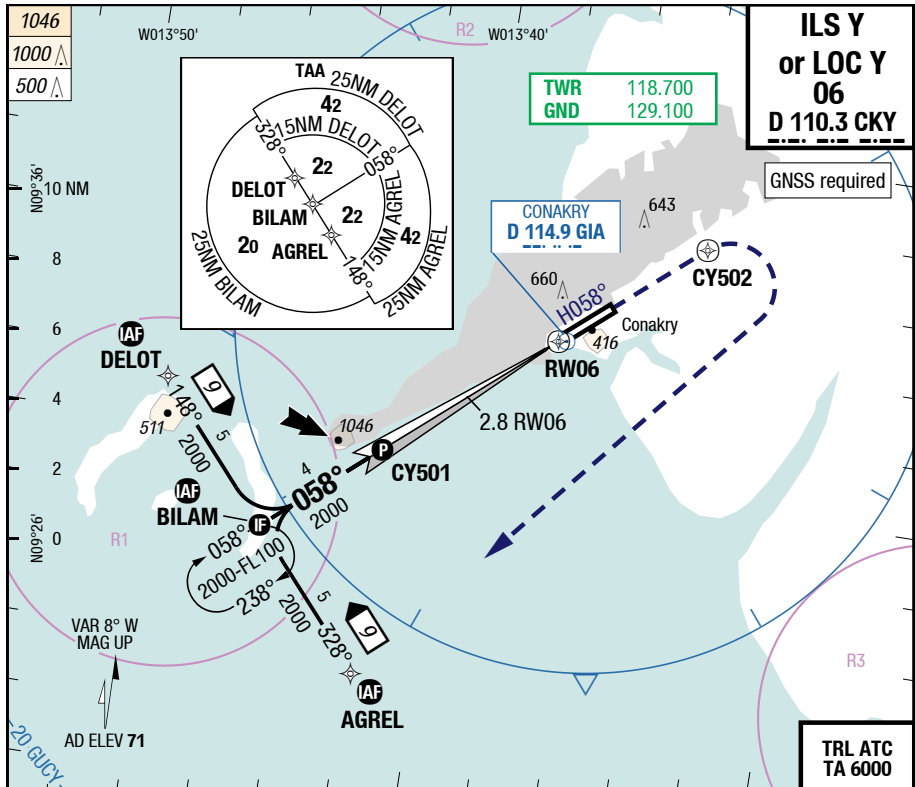 1046
1000
500
W013°50'
R2
W013°40'
ILS Y
or LOC Y
06
D 110.3 CKY
TWR 118.700
GND 129.100
GNSS required
TAA 25NM DELOT
42
15NM DELOT
328°
058°
22
DELOT
BILAM
22
15NM AGREL
42
20
AGREL
148°
25NM BILAM
25NM AGREL
N09°36'
10 NM
8
6
4
2
0
N09°26'
CONAKRY
D 114.9 GIA
643
660
H058°
CY502
Conakry
416
RW06
IAF
DELOT
148°
5
2000
6
511
1046
2.8 RW06
P
CY501
4
058°
2000
IAF
BILAM
IF
R1
058°
2000-FL100
238°
5
2000
328°
6
IAF
AGREL
VAR 8° W
MAG UP
AD ELEV 71
20 GUCY
R3
TRL ATC
TA 6000